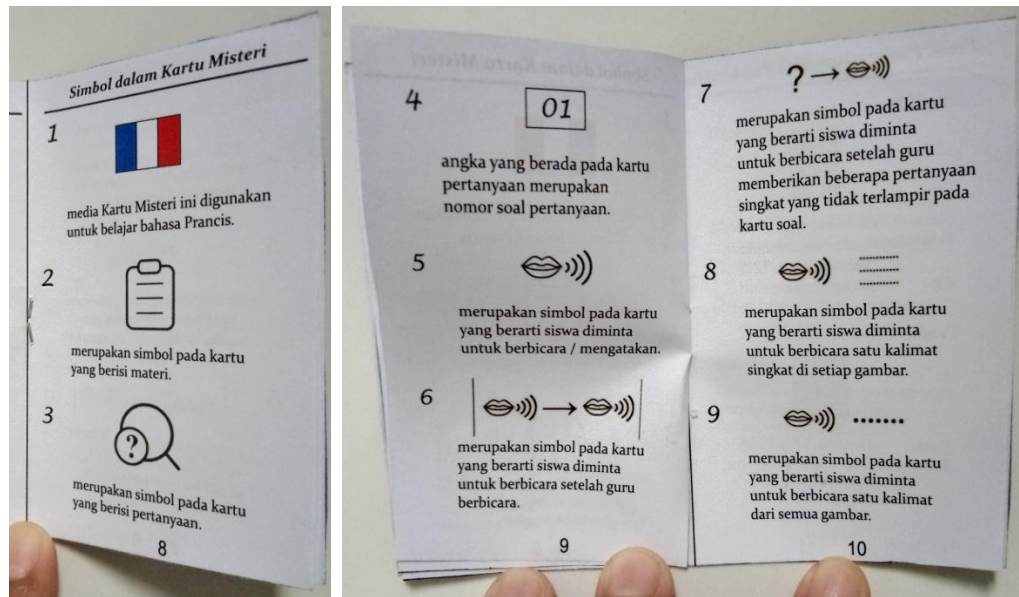 Simbol dalam Kartu Misteri
1
media Kartu Misteri ini digunakan
untuk belajar bahasa Prancis.
2
merupakan simbol pada kartu
yang berisi materi.
3
?
merupakan simbol pada kartu
yang berisi pertanyaan.
8
4
01
angka yang berada pada kartu
pertanyaan merupakan
nomor soal pertanyaan.
5
merupakan simbol pada kartu
yang berarti siswa diminta
untuk berbicara / mengatakan.
6
merupakan simbol pada kartu
yang berarti siswa diminta
untuk berbicara setelah guru
berbicara.
9
7
? →
merupakan simbol pada kartu
yang berarti siswa diminta
untuk berbicara setelah guru
memberikan beberapa pertanyaan
singkat yang tidak terlampir pada
kartu soal.
8
merupakan simbol pada kartu
yang berarti siswa diminta
untuk berbicara satu kalimat
singkat di setiap gambar.
9
merupakan simbol pada kartu
yang berarti siswa diminta
untuk berbicara satu kalimat
dari semua gambar.
10